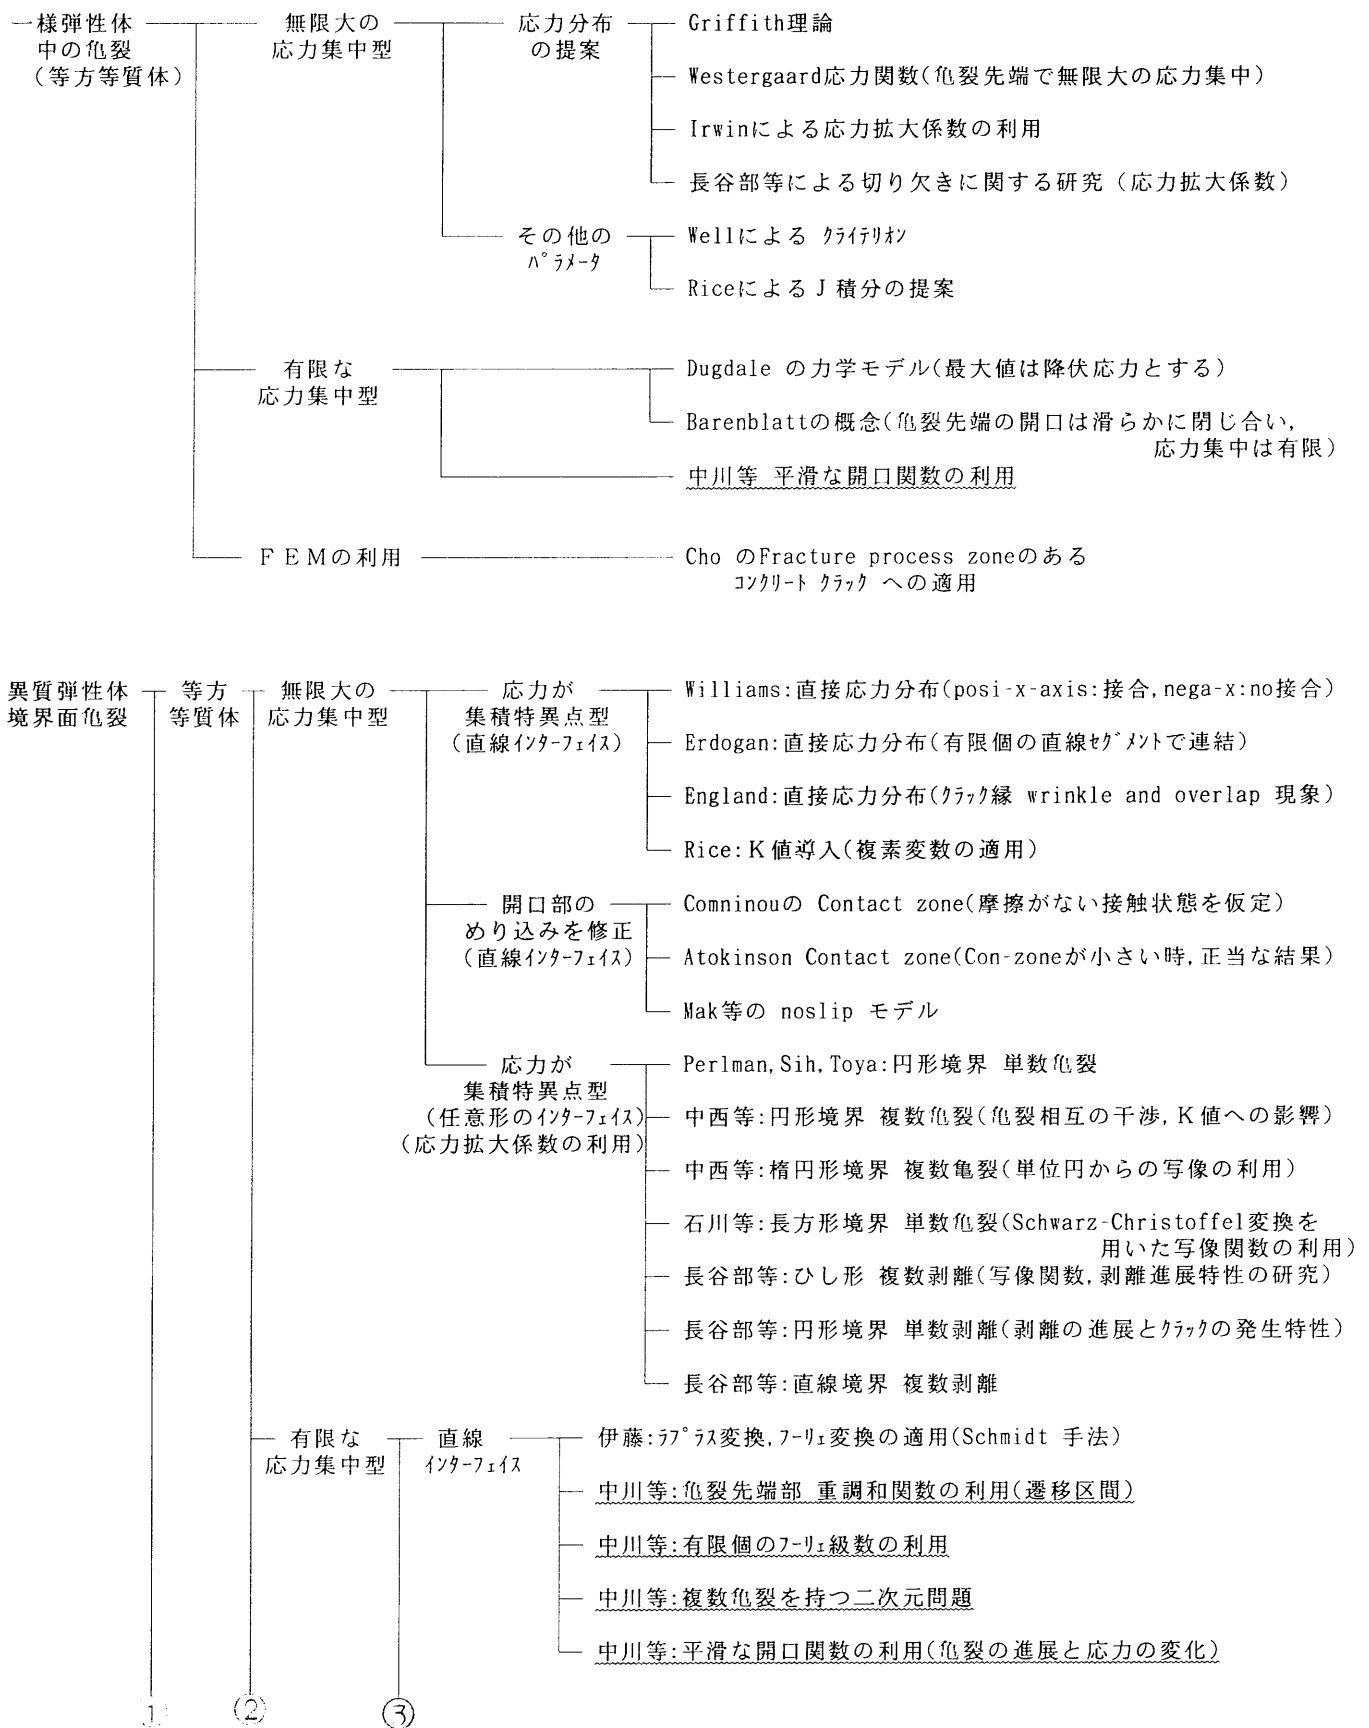 一様弾性体
中の亀裂
(等方等質体)
無限大の
応力集中型
応力分布
の提案
Griffith理論
Westergaard応力関数(亀裂先端で無限大の応力集中)
Irwinによる応力拡大係数の利用
長谷部等による切り欠きに関する研究(応力拡大係数)
その他の
パラメータ
Wellによる クライテリオン
RiceによるJ積分の提案
有限な
応力集中型
Dugdale の力学モデル(最大値は降伏応力とする)
Barenblattの概念(亀裂先端の開口は滑らかに閉じ合い,
応力集中は有限)
中川等 平滑な開口関数の利用
FEMの利用
Cho のFracture process zoneのある
コンクリート クラック への適用
異質弾性体
境界面亀裂
等方
等質体
無限大の
応力集中型
応力が
集積特異点型
(直線インターフェイス)
Williams:直接応力分布(posi-x-axis:接合,nega-x:no接合)
Erdogan:直接応力分布(有限個の直線セグメントで連結)
England:直接応力分布(クラック縁 wrinkle and overlap 現象)
Rice:K値導入(複素変数の適用)
開口部の
めり込みを修正
(直線インターフェイス)
Comninouの Contact zone(摩擦がない接触状態を仮定)
Atokinson Contact zone(Con-zoneが小さい時,正当な結果)
Mak等の noslip モデル
応力が
集積特異点型
(任意形のインターフェイス)
(応力拡大係数の利用)
Perlman,Sih,Toya:円形境界 単数亀裂
中西等:円形境界 複数亀裂(亀裂相互の干渉,K値への影響)
中西等:楕円形境界 複数亀裂(単位円からの写像の利用)
石川等:長方形境界 単数亀裂(Schwarz-Christoffel変換を
用いた写像関数の利用)
長谷部等:ひし形 複数剥離(写像関数,剥離進展特性の研究)
長谷部等:円形境界 単数剥離(剥離の進展とクラックの発生特性)
長谷部等:直線境界 複数剥離
有限な
応力集中型
直線
インターフェイス
伊藤:ラプラス変換,フーリェ変換の適用(Schmidt 手法)
中川等:亀裂先端部 重調和関数の利用(遷移区間)
中川等:有限個のフーリェ級数の利用
中川等:複数亀裂を持つ二次元問題
中川等:平滑な開口関数の利用(亀裂の進展と応力の変化)
① ② ③